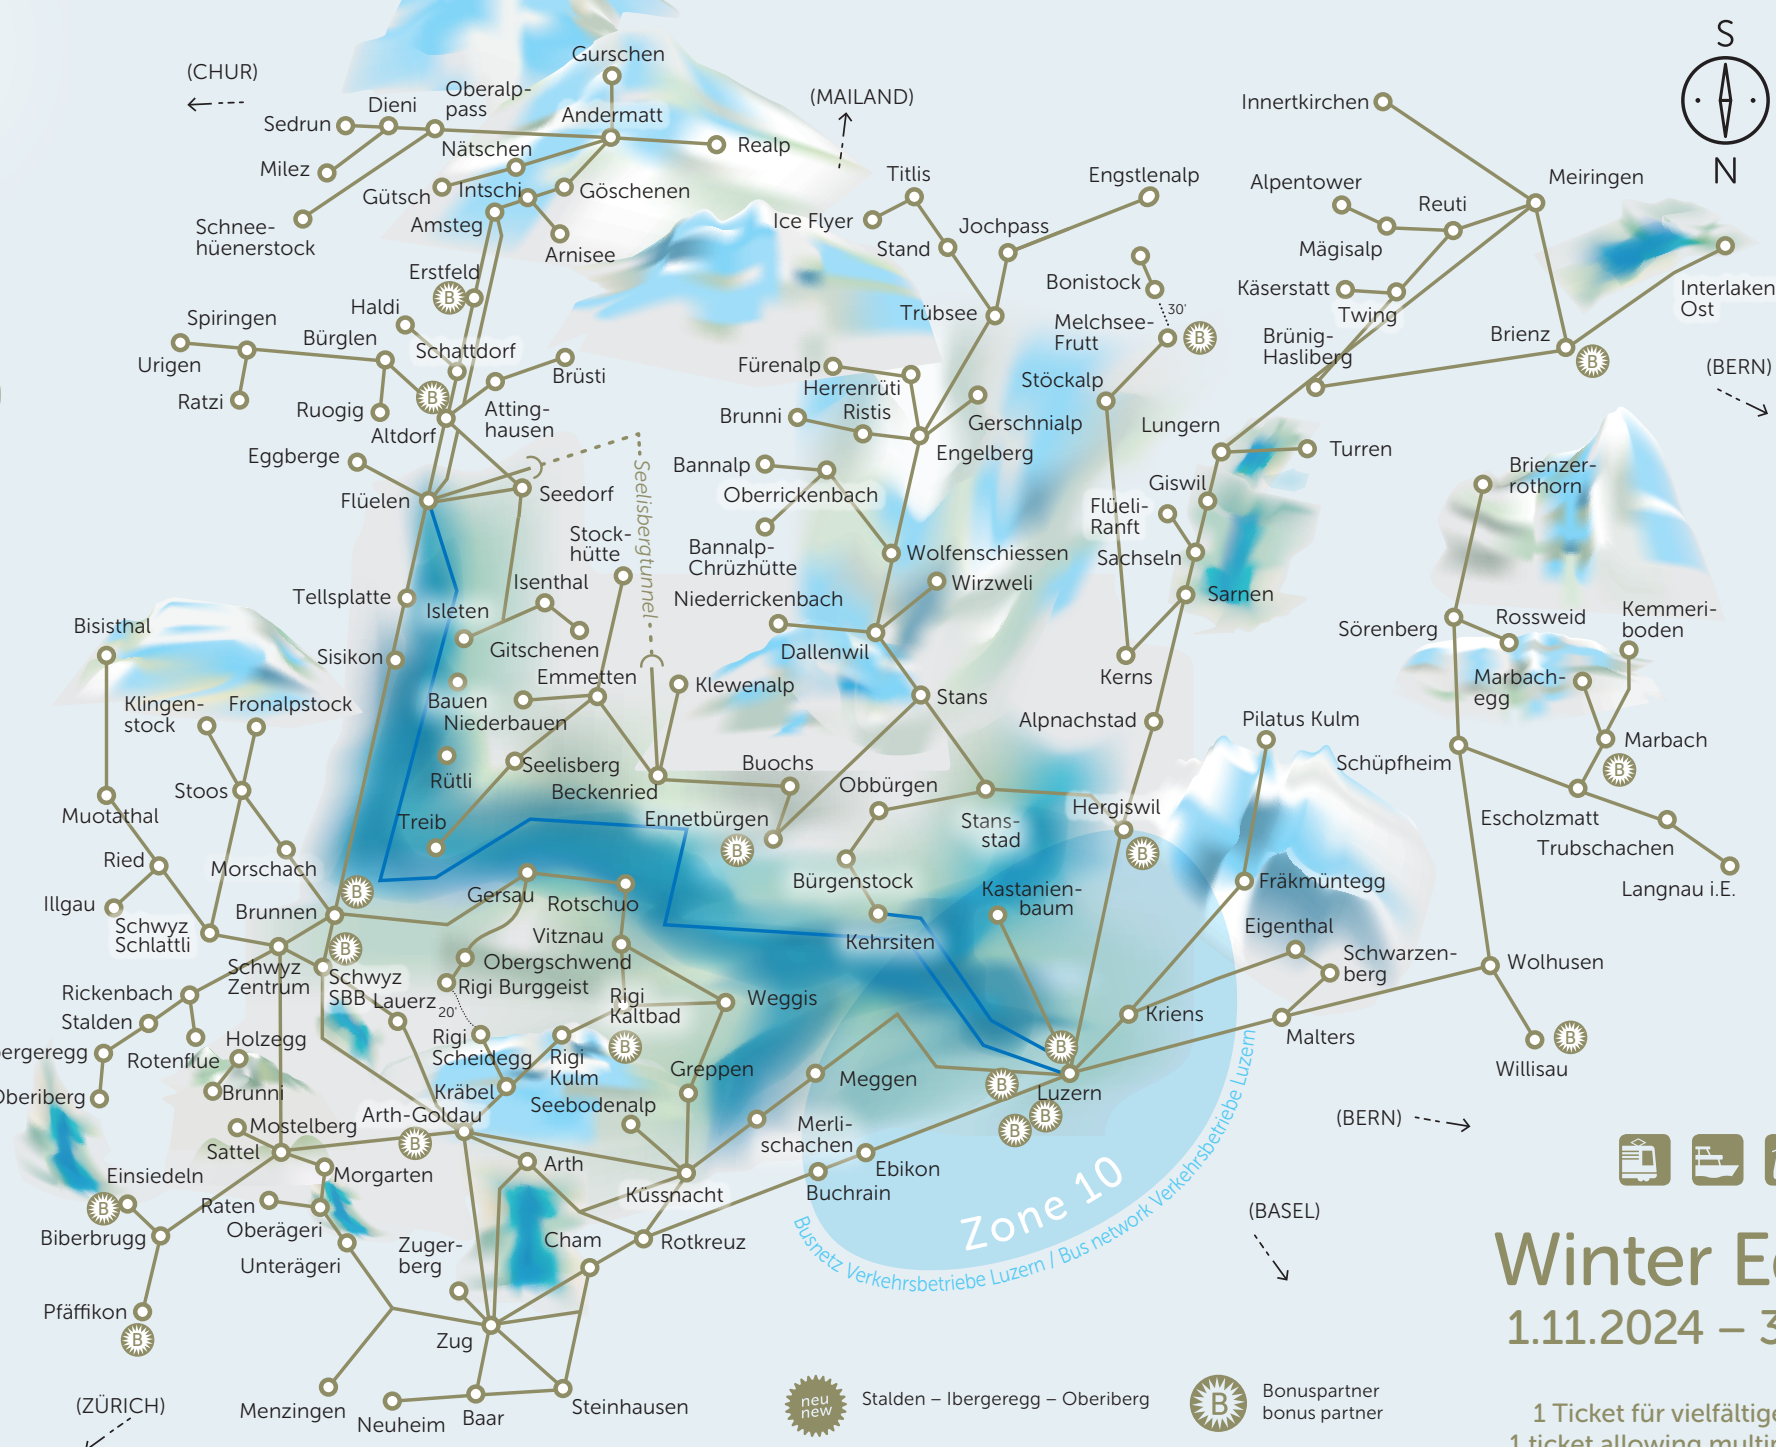 S
N
(CHUR)
(MAILAND)
(BERN)
(BERN)
(BASEL)
(ZÜRICH)
Gurschen
Oberalp-
pass
Dieni
Sedrun
Andermatt
Realp
Milez
Nätschen
Gütsch
Intschi
Göschenen
Amsteg
Schnee-
hüenerstock
Arnisee
Erstfeld
B
Haldi
Spiringen
Bürglen
Schattdorf
Urigen
Brüsti
Ratzi
Ruogig
B
Atting-
hausen
Altdorf
Eggberge
Flüelen
Seedorf
Seelisbergtunnel
Stock-
hütte
Isenthal
Tellsplatte
Isleten
Gitschenen
Sisikon
Emmetten
Bauen
Niederbauen
Klewenalp
Rütli
Seelisberg
Beckenried
Treib
Buochs
Ennetbürgen
B
Titlis
Ice Flyer
Stand
Jochpass
Engstlenalp
Trübsee
Bonistock
30'
Melchsee-
Frutt
B
Fürenalp
Herrenrüti
Stöckalp
Brunni
Ristis
Gerschnialp
Engelberg
Bannalp
Oberrickenbach
Bannalp-
Chrüzhütte
Wolfenschiessen
Wirzweli
Niederrickenbach
Dallenwil
Stans
Obbürgen
Stans-
stad
Bürgenstock
Kehrsiten
Kastanien-
baum
Hergiswil
B
Innertkirchen
Meiringen
Alpentower
Reuti
Mägisalp
Käserstatt
Twing
Interlaken
Ost
Brünig-
Hasliberg
Brienz
B
Lungern
Turren
Giswil
Flüeli-
Ranft
Sachseln
Sarnen
Kerns
Alpnachstad
Pilatus Kulm
Fräkmüntegg
Eigenthal
Schwarzen-
berg
Kriens
Malters
Brienzer-
rothorn
Sörenberg
Rossweid
Kemmeri-
boden
Marbach-
egg
Marbach
B
Schüpfheim
Escholzmatt
Trubschachen
Langnau i.E.
Wolhusen
Willisau
B
Bisisthal
Klingen-
stock
Fronalpstock
Stoos
Muotathal
Ried
Morschach
Illgau
Brunnen
B
Schwyz
Schlattli
B
Schwyz
Zentrum
Schwyz
SBB
Lauerz
Rickenbach
Stalden
Holzegg
Rotenflue
Brunni
Oberiberg
Gersau
Rotschuo
Vitznau
Obergschwend
Rigi Burggeist
20'
Rigi
Kaltbad
B
Weggis
Rigi
Scheidegg
Rigi
Kulm
Kräbel
Greppen
Seebodenalp
Arth-Goldau
B
Mostelberg
Sattel
Morgarten
Arth
Küssnacht
Meggen
Merli-
schachen
Ebikon
Buchrain
B
Luzern
B
B
B
Einsiedeln
B
Raten
Oberägeri
Biberbrugg
Unterägeri
Zuger-
berg
Cham
Rotkreuz
Pfäffikon
B
Zug
Menzingen
Neuheim
Baar
Steinhausen
Zone 10
Busnetz Verkehrsbetriebe Luzern / Bus network Verkehrsbetriebe Luzern
neu
new
Stalden – Ibergeregg – Oberiberg
B
Bonuspartner
bonus partner
Winter
1.11.2024 –
1 Ticket für
1 ticket allowing